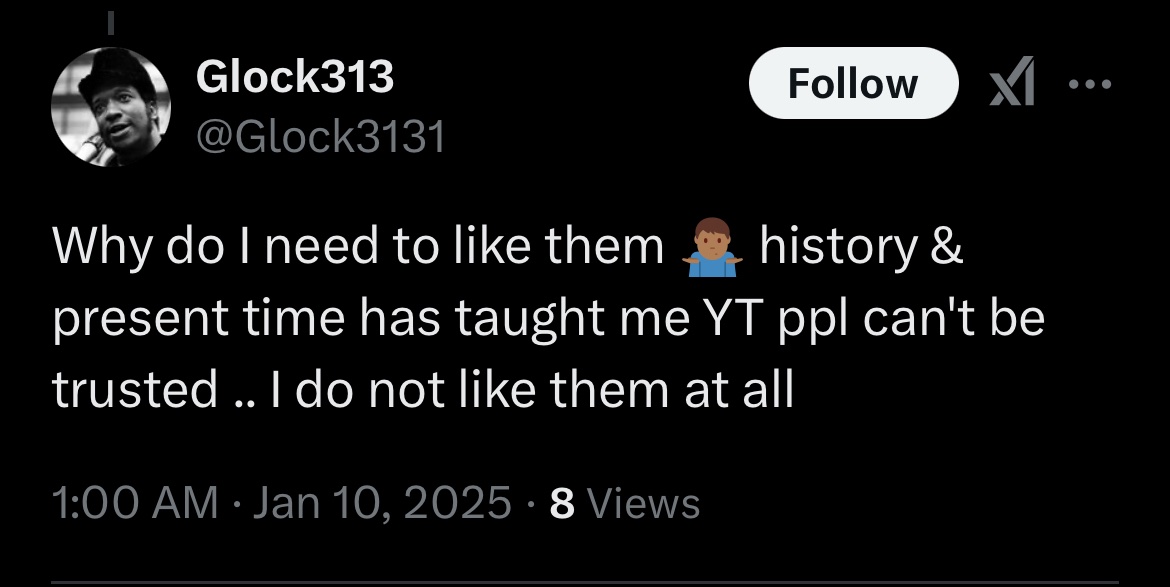 Glock313
@Glock3131
Follow
Why do I need to like them 🤷🏾‍♂️ history &
present time has taught me YT ppl can't be
trusted .. I do not like them at all
1:00 AM · Jan 10, 2025 · 8 Views